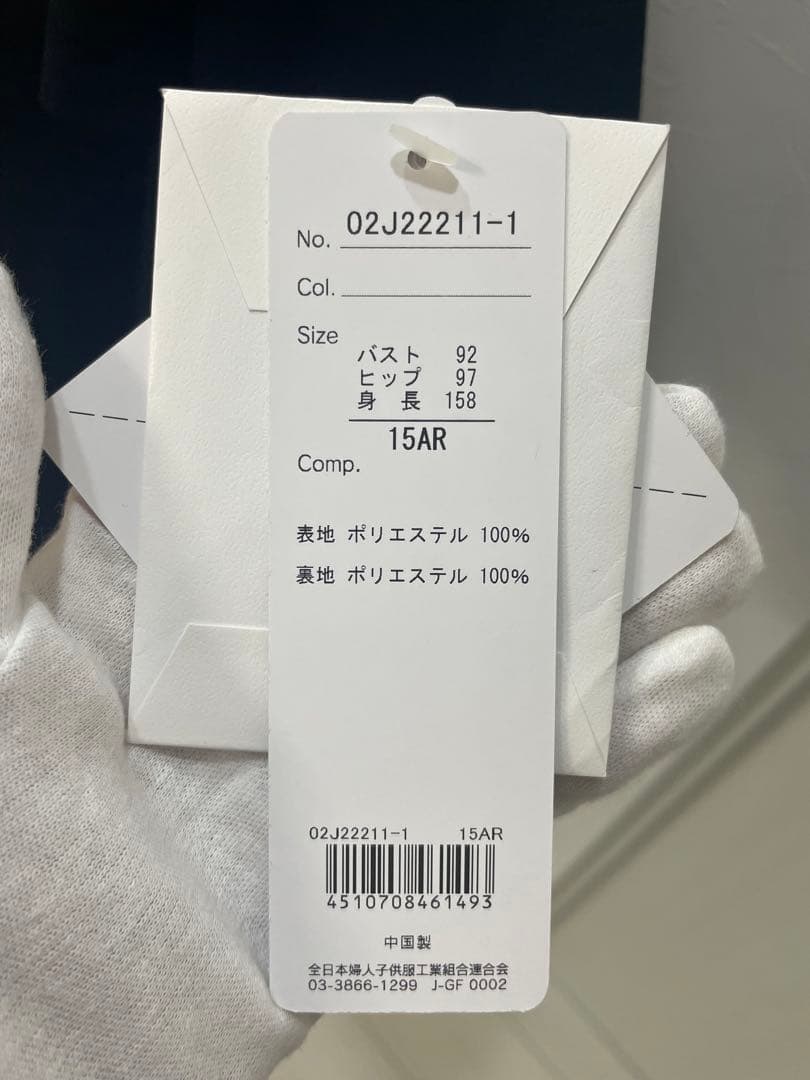 No. 02J22211-1
Col.
Size
バスト 92
ヒップ 97
身 長 158
15AR
Comp.
表地 ポリエステル 100%
裏地 ポリエステル 100%
02J22211-1 15AR
4510708461493
中国製
全日本婦人子供服工業組合連合会
03-3866-1299 J-GF 0002